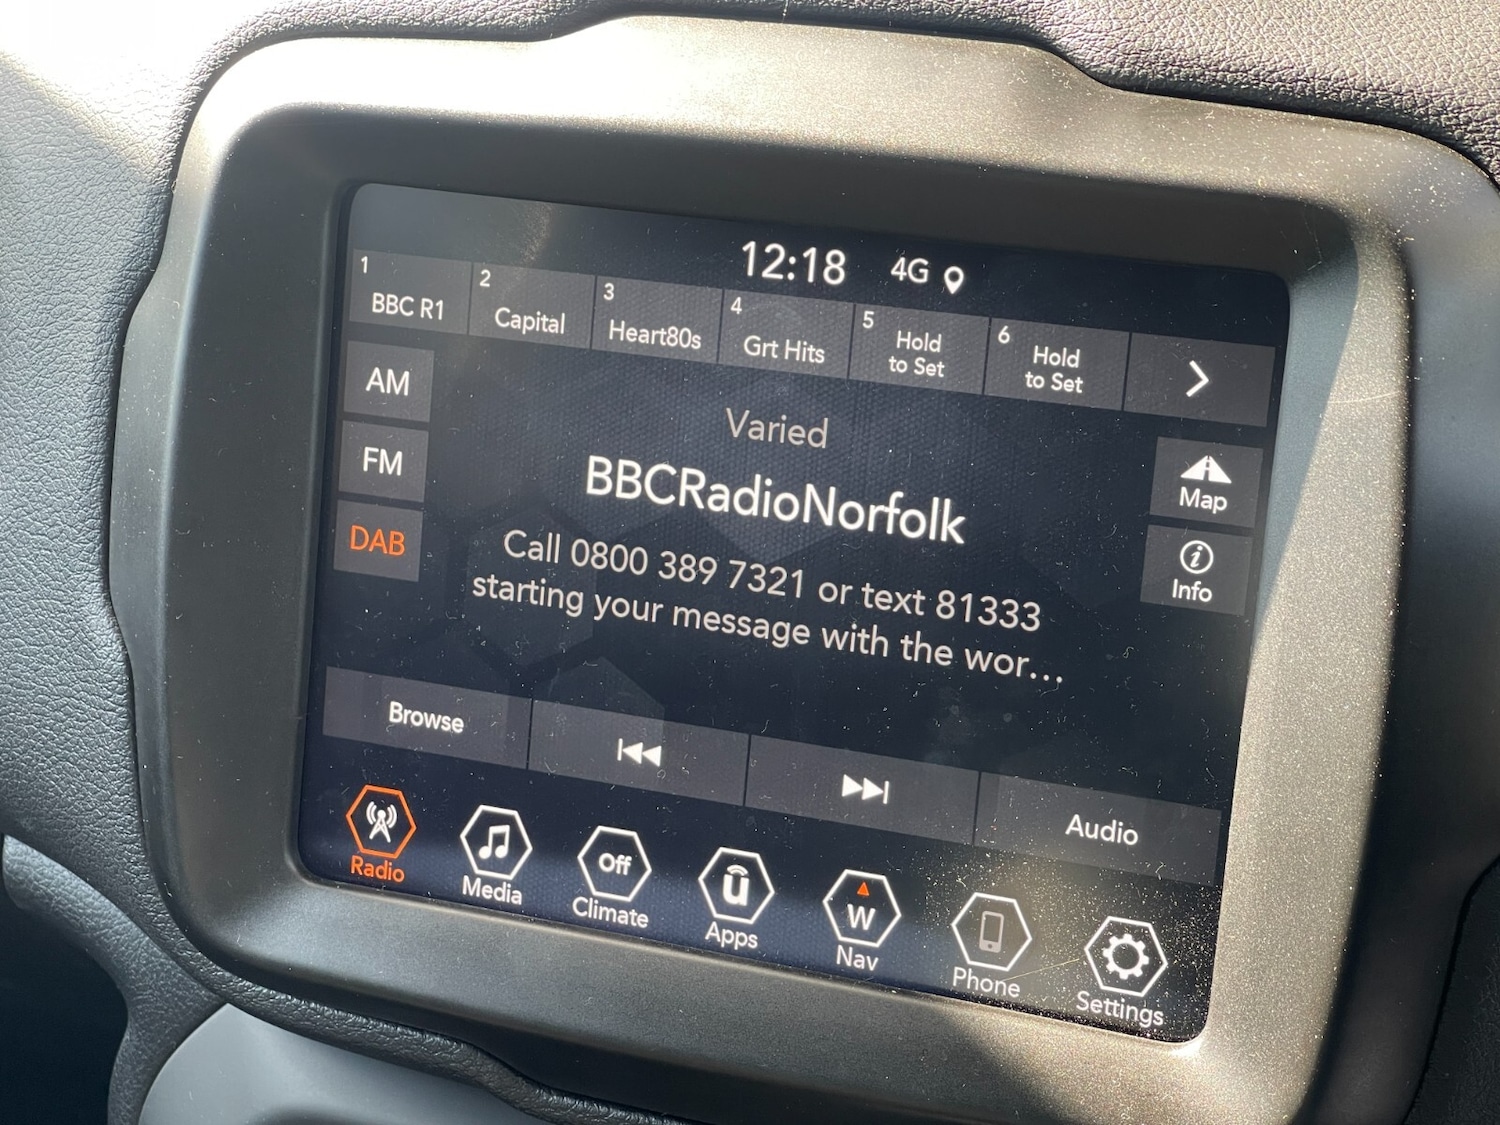 12:18 4G
1 BBC R1
2 Capital
3 Heart80s
4 Grt Hits
5 Hold
to Set
6 Hold
to Set
AM
FM
DAB
Varied
BBCRadioNorfolk
Call 0800 389 7321 or text 81333
starting your message with the wor...
Map
i
Info
Browse
Audio
Radio
Media
Off
Climate
u
Apps
W
Nav
Phone
Settings